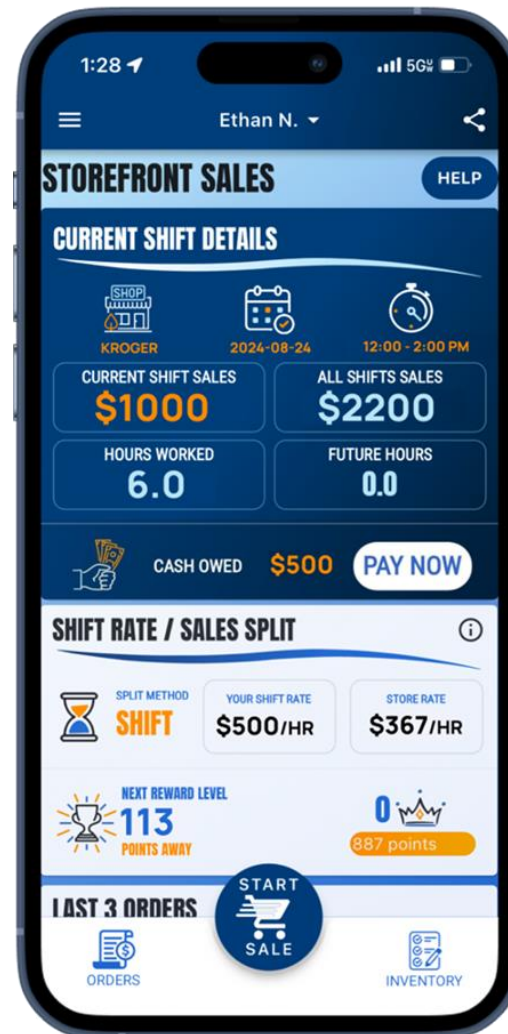 1:28
5GW
Ethan N.
STOREFRONT SALES
HELP
CURRENT SHIFT DETAILS
SHOP
KROGER
2024-08-24
12:00 - 2:00 PM
CURRENT SHIFT SALES
$1000
ALL SHIFTS SALES
$2200
HOURS WORKED
6.0
FUTURE HOURS
0.0
CASH OWED
$500
PAY NOW
SHIFT RATE / SALES SPLIT
SPLIT METHOD
SHIFT
YOUR SHIFT RATE
$500/HR
STORE RATE
$367/HR
NEXT REWARD LEVEL
113
POINTS AWAY
0
887 points
LAST 3 ORDERS
START
SALE
ORDERS
INVENTORY